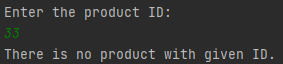 Enter the product ID:
33
There is no product with given ID.